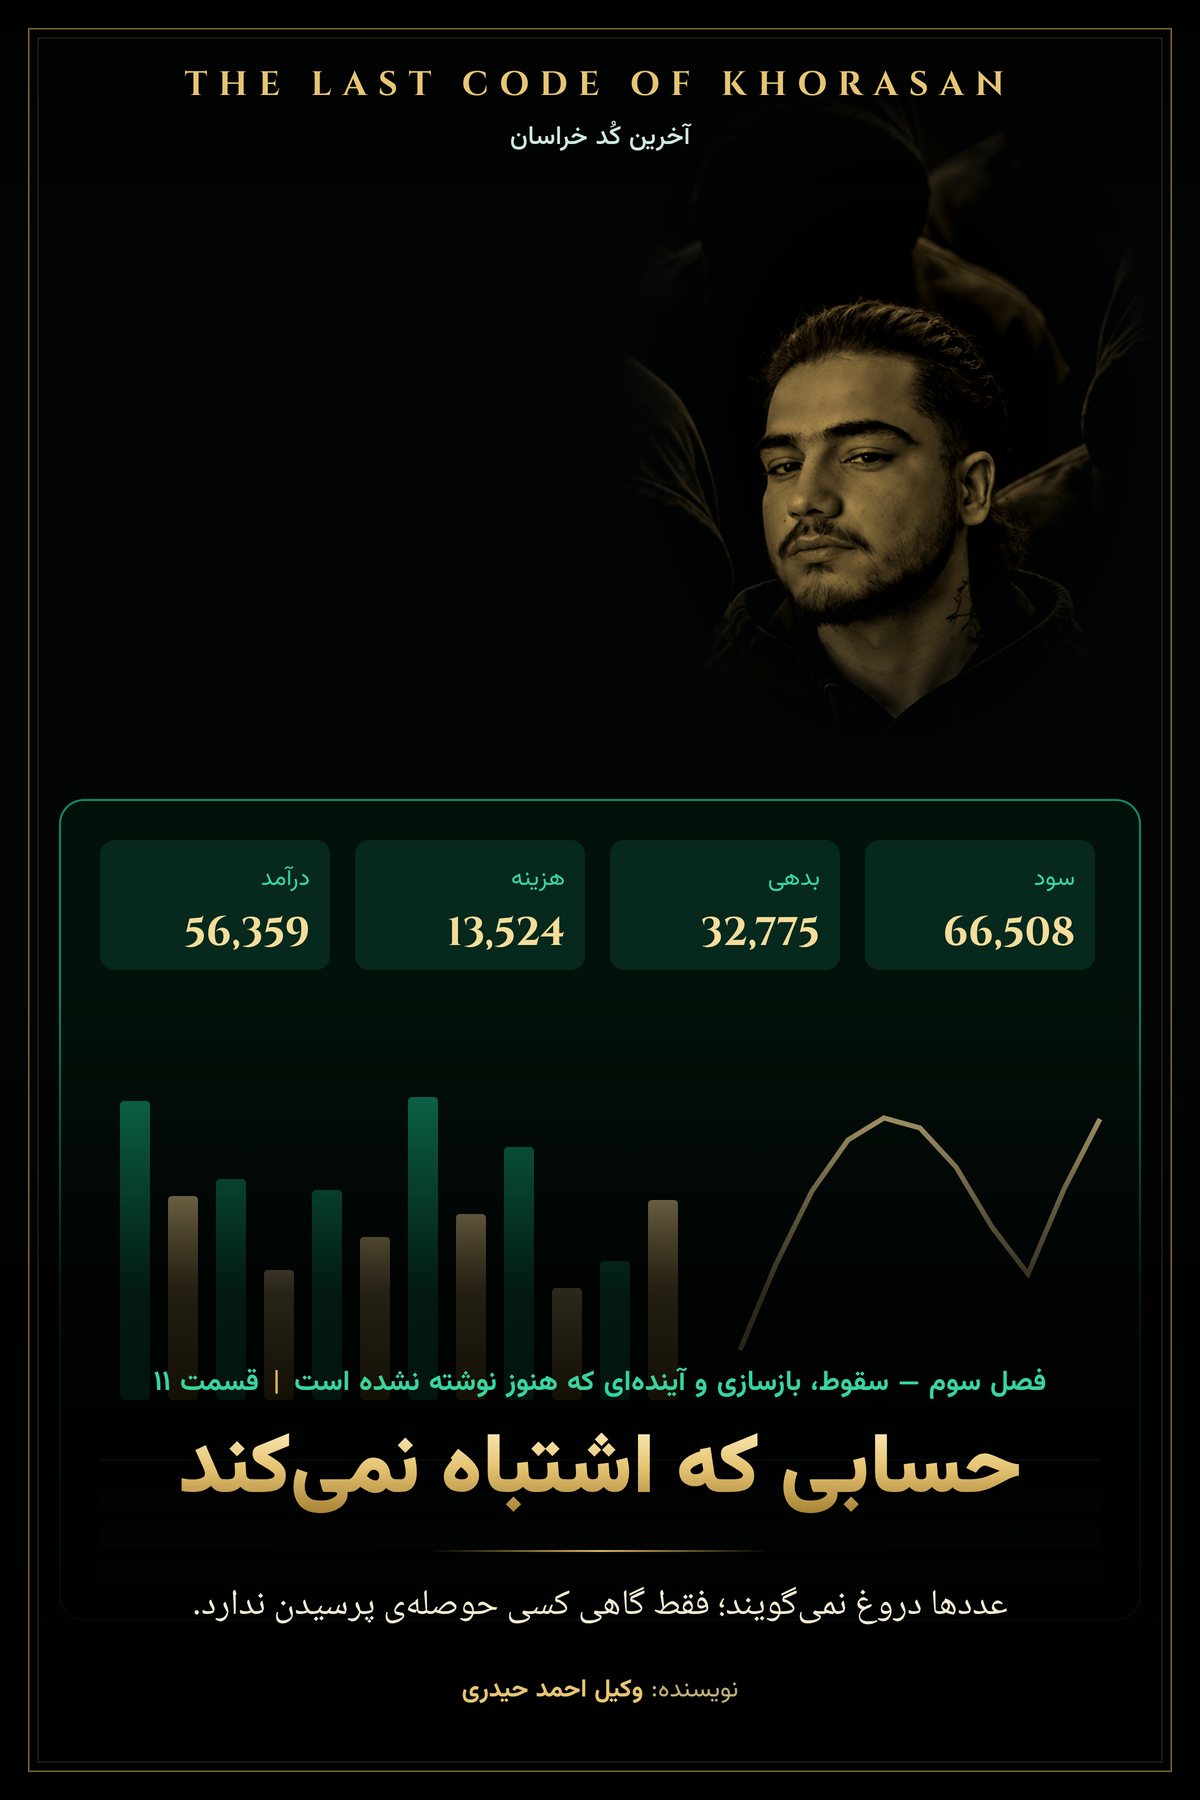 THE LAST CODE OF KHORASAN
آخرین کُد خراسان
سود
66,508
بدهی
32,775
هزینه
13,524
درآمد
56,359
فصل سوم — سقوط، بازسازی و آینده‌ای که هنوز نوشته نشده است | قسمت ۱۱
حسابی که اشتباه نمی‌کند
عددها دروغ نمی‌گویند؛ فقط گاهی کسی حوصله‌ی پرسیدن ندارد.
نویسنده: وکیل احمد حیدری